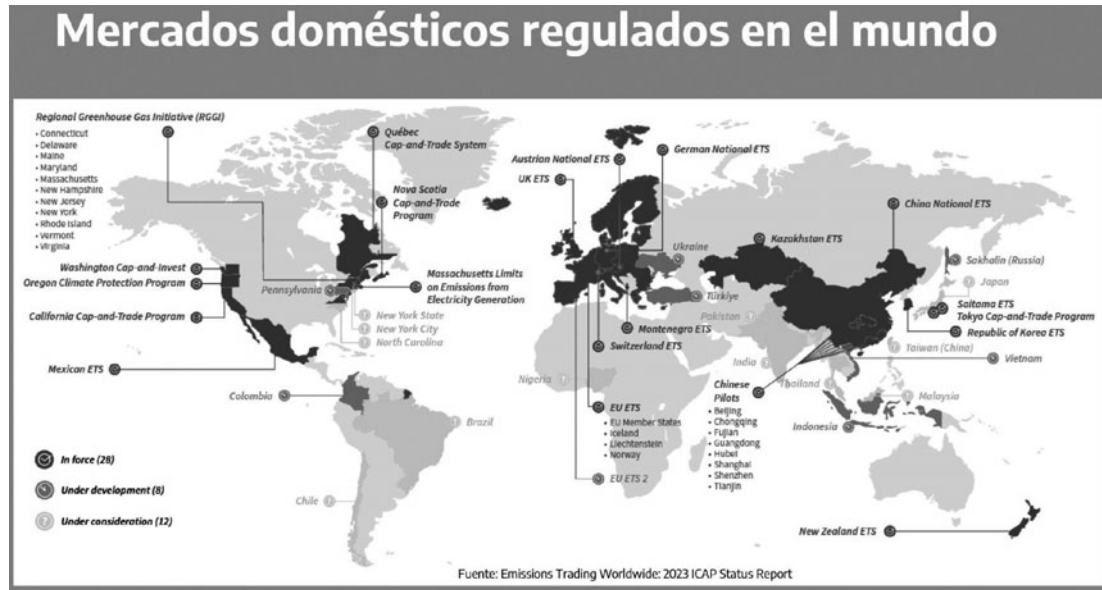 Mercados domésticos regulados en el mundo
Regional Greenhouse Gas Initiative (RGGI)
• Connecticut
• Delaware
• Maine
• Maryland
• Massachusetts
• New Hampshire
• New Jersey
• New York
• Rhode Island
• Vermont
• Virginia
Québec
Cap-and-Trade System
Nova Scotia
Cap-and-Trade
Program
Washington Cap-and-Invest
Oregon Climate Protection Program
California Cap-and-Trade Program
Pennsylvania
Massachusetts Limits
on Emissions from
Electricity Generation
New York State
New York City
North Carolina
Mexican ETS
Colombia
Brazil
Chile
Austrian National ETS
German National ETS
UK ETS
Ukraine
Türkiye
Montenegro ETS
Switzerland ETS
Nigeria
EU ETS
• EU Member States
• Iceland
• Liechtenstein
• Norway
EU ETS 2
Kazakhstan ETS
China National ETS
Sakhalin (Russia)
Japan
Saitama ETS
Tokyo Cap-and-Trade Program
Republic of Korea ETS
Pakistan
India
Taiwan (China)
Vietnam
Thailand
Malaysia
Indonesia
Chinese
Pilots
• Beijing
• Chongqing
• Fujian
• Guangdong
• Hubei
• Shanghai
• Shenzhen
• Tianjin
New Zealand ETS
In force (28)
Under development (8)
Under consideration (12)
Fuente: Emissions Trading Worldwide: 2023 ICAP Status Report